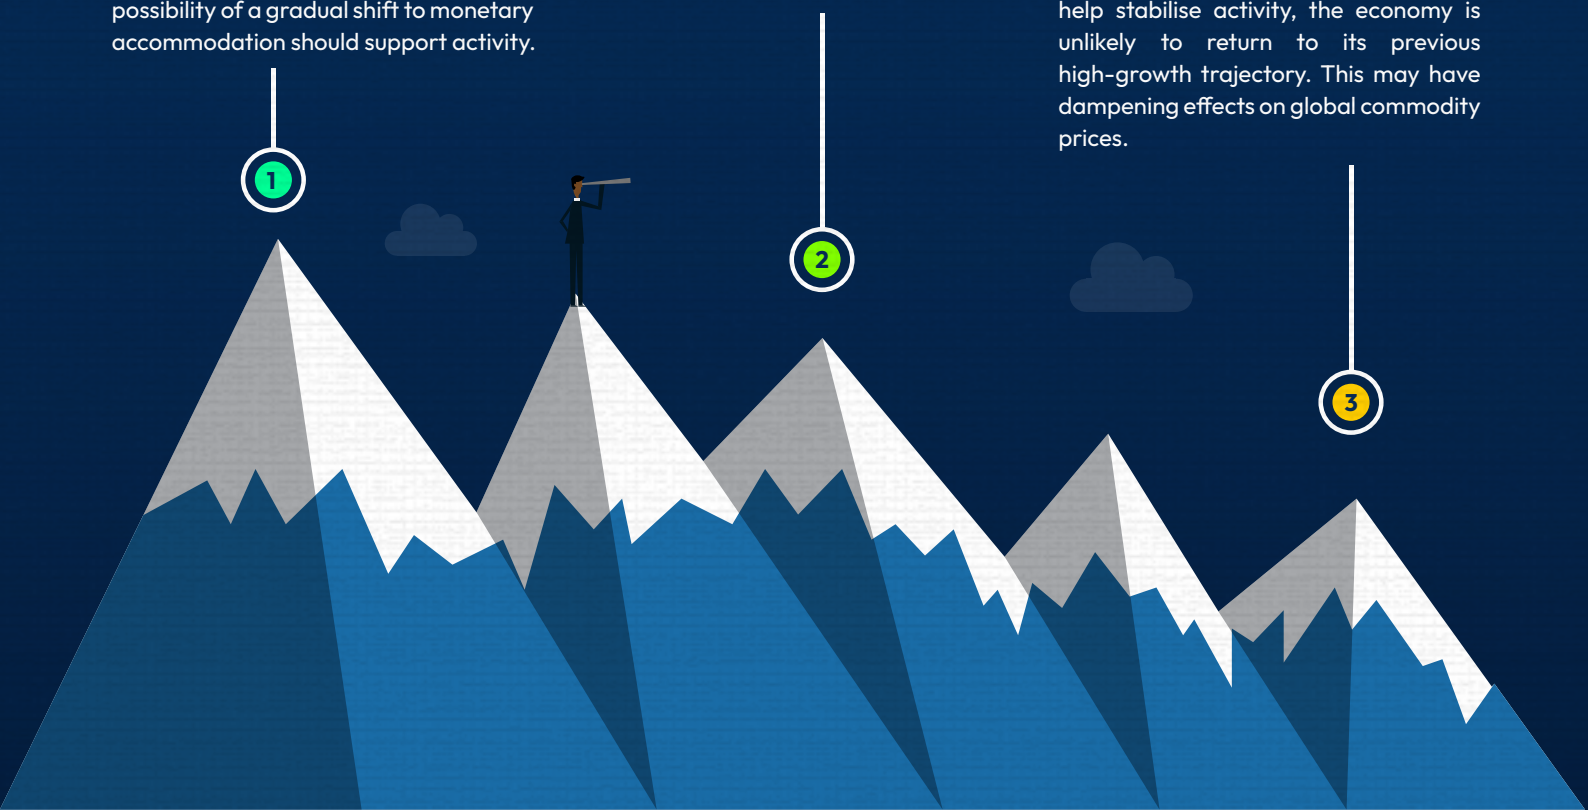 possibility of a gradual shift to monetary
accommodation should support activity.
help stabilise activity, the economy is
unlikely to return to its previous
high-growth trajectory. This may have
dampening effects on global commodity
prices.
1
2
3